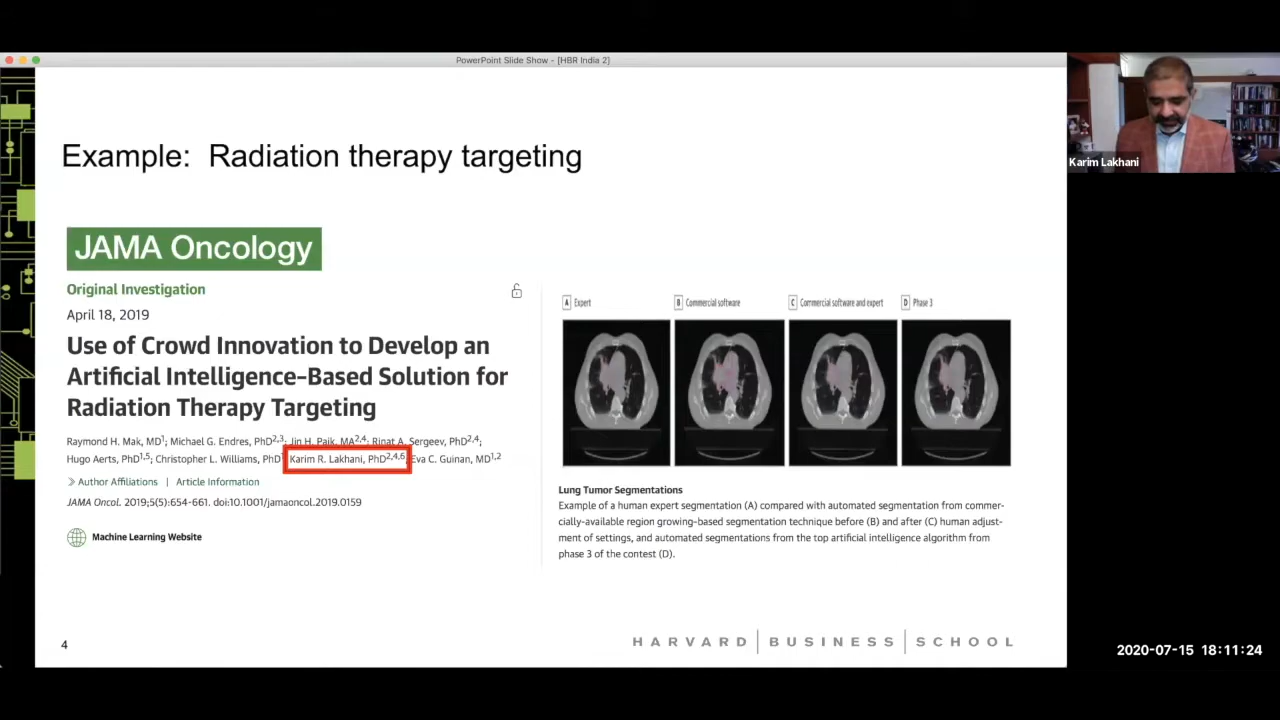 PowerPoint Slide Show - [HBR India 2]
Karim Lakhani
Example: Radiation therapy targeting
JAMA Oncology
Original Investigation
April 18, 2019
Use of Crowd Innovation to Develop an
Artificial Intelligence–Based Solution for
Radiation Therapy Targeting
Raymond H. Mak, MD1; Michael G. Endres, PhD2,3; Jin H. Paik, MA2,4; Rinat A. Sergeev, PhD2,4;
Hugo Aerts, PhD1,5; Christopher L. Williams, PhD1; Karim R. Lakhani, PhD2,4,6; Eva C. Guinan, MD1,2
Author Affiliations | Article Information
JAMA Oncol. 2019;5(5):654-661. doi:10.1001/jamaoncol.2019.0159
Machine Learning Website
A Expert
B Commercial software
C Commercial software and expert
D Phase 3
Lung Tumor Segmentations
Example of a human expert segmentation (A) compared with automated segmentation from commer-
cially-available region growing-based segmentation technique before (B) and after (C) human adjust-
ment of settings, and automated segmentations from the top artificial intelligence algorithm from
phase 3 of the contest (D).
4
HARVARD | BUSINESS | SCHOOL
2020-07-15 18:11:24